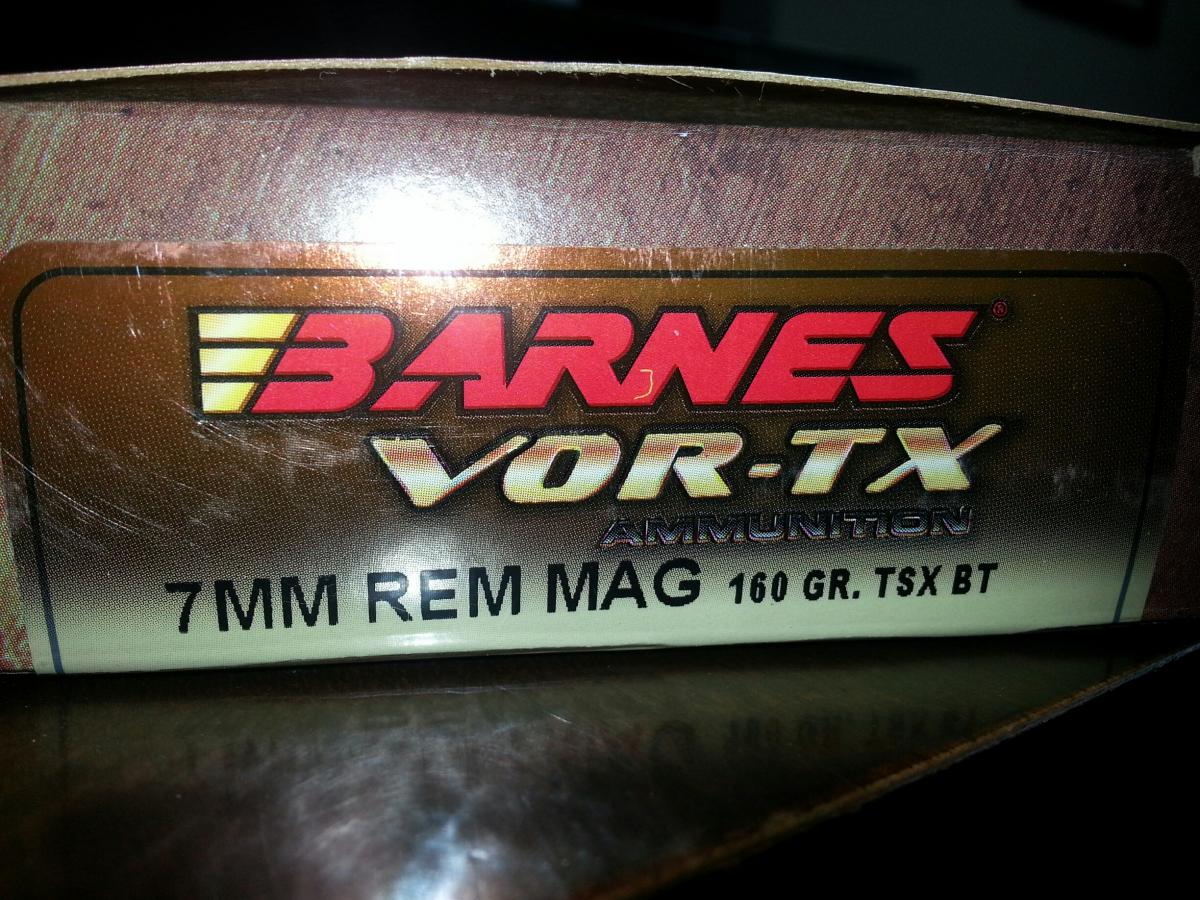 BARNES®
VOR-TX
AMMUNITION
7MM REM MAG 160 GR. TSX BT